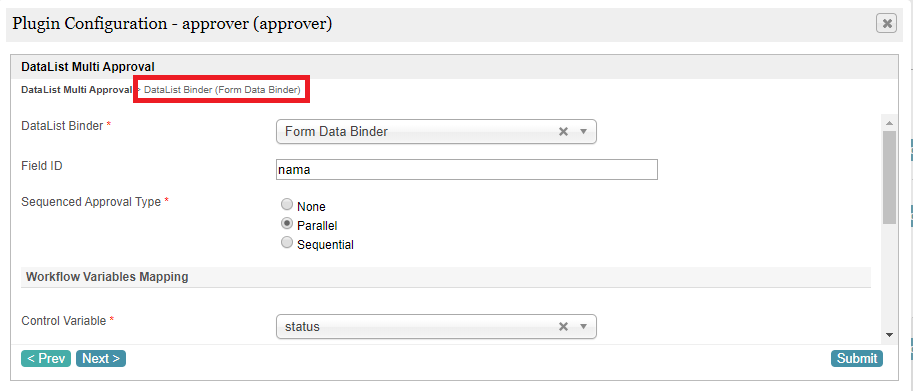 Plugin Configuration - approver (approver)
DataList Multi Approval
DataList Multi Approval > DataList Binder (Form Data Binder)
DataList Binder *
Form Data Binder
Field ID
nama
Sequenced Approval Type *
None
Parallel
Sequential
Workflow Variables Mapping
Control Variable *
status
< Prev
Next >
Submit